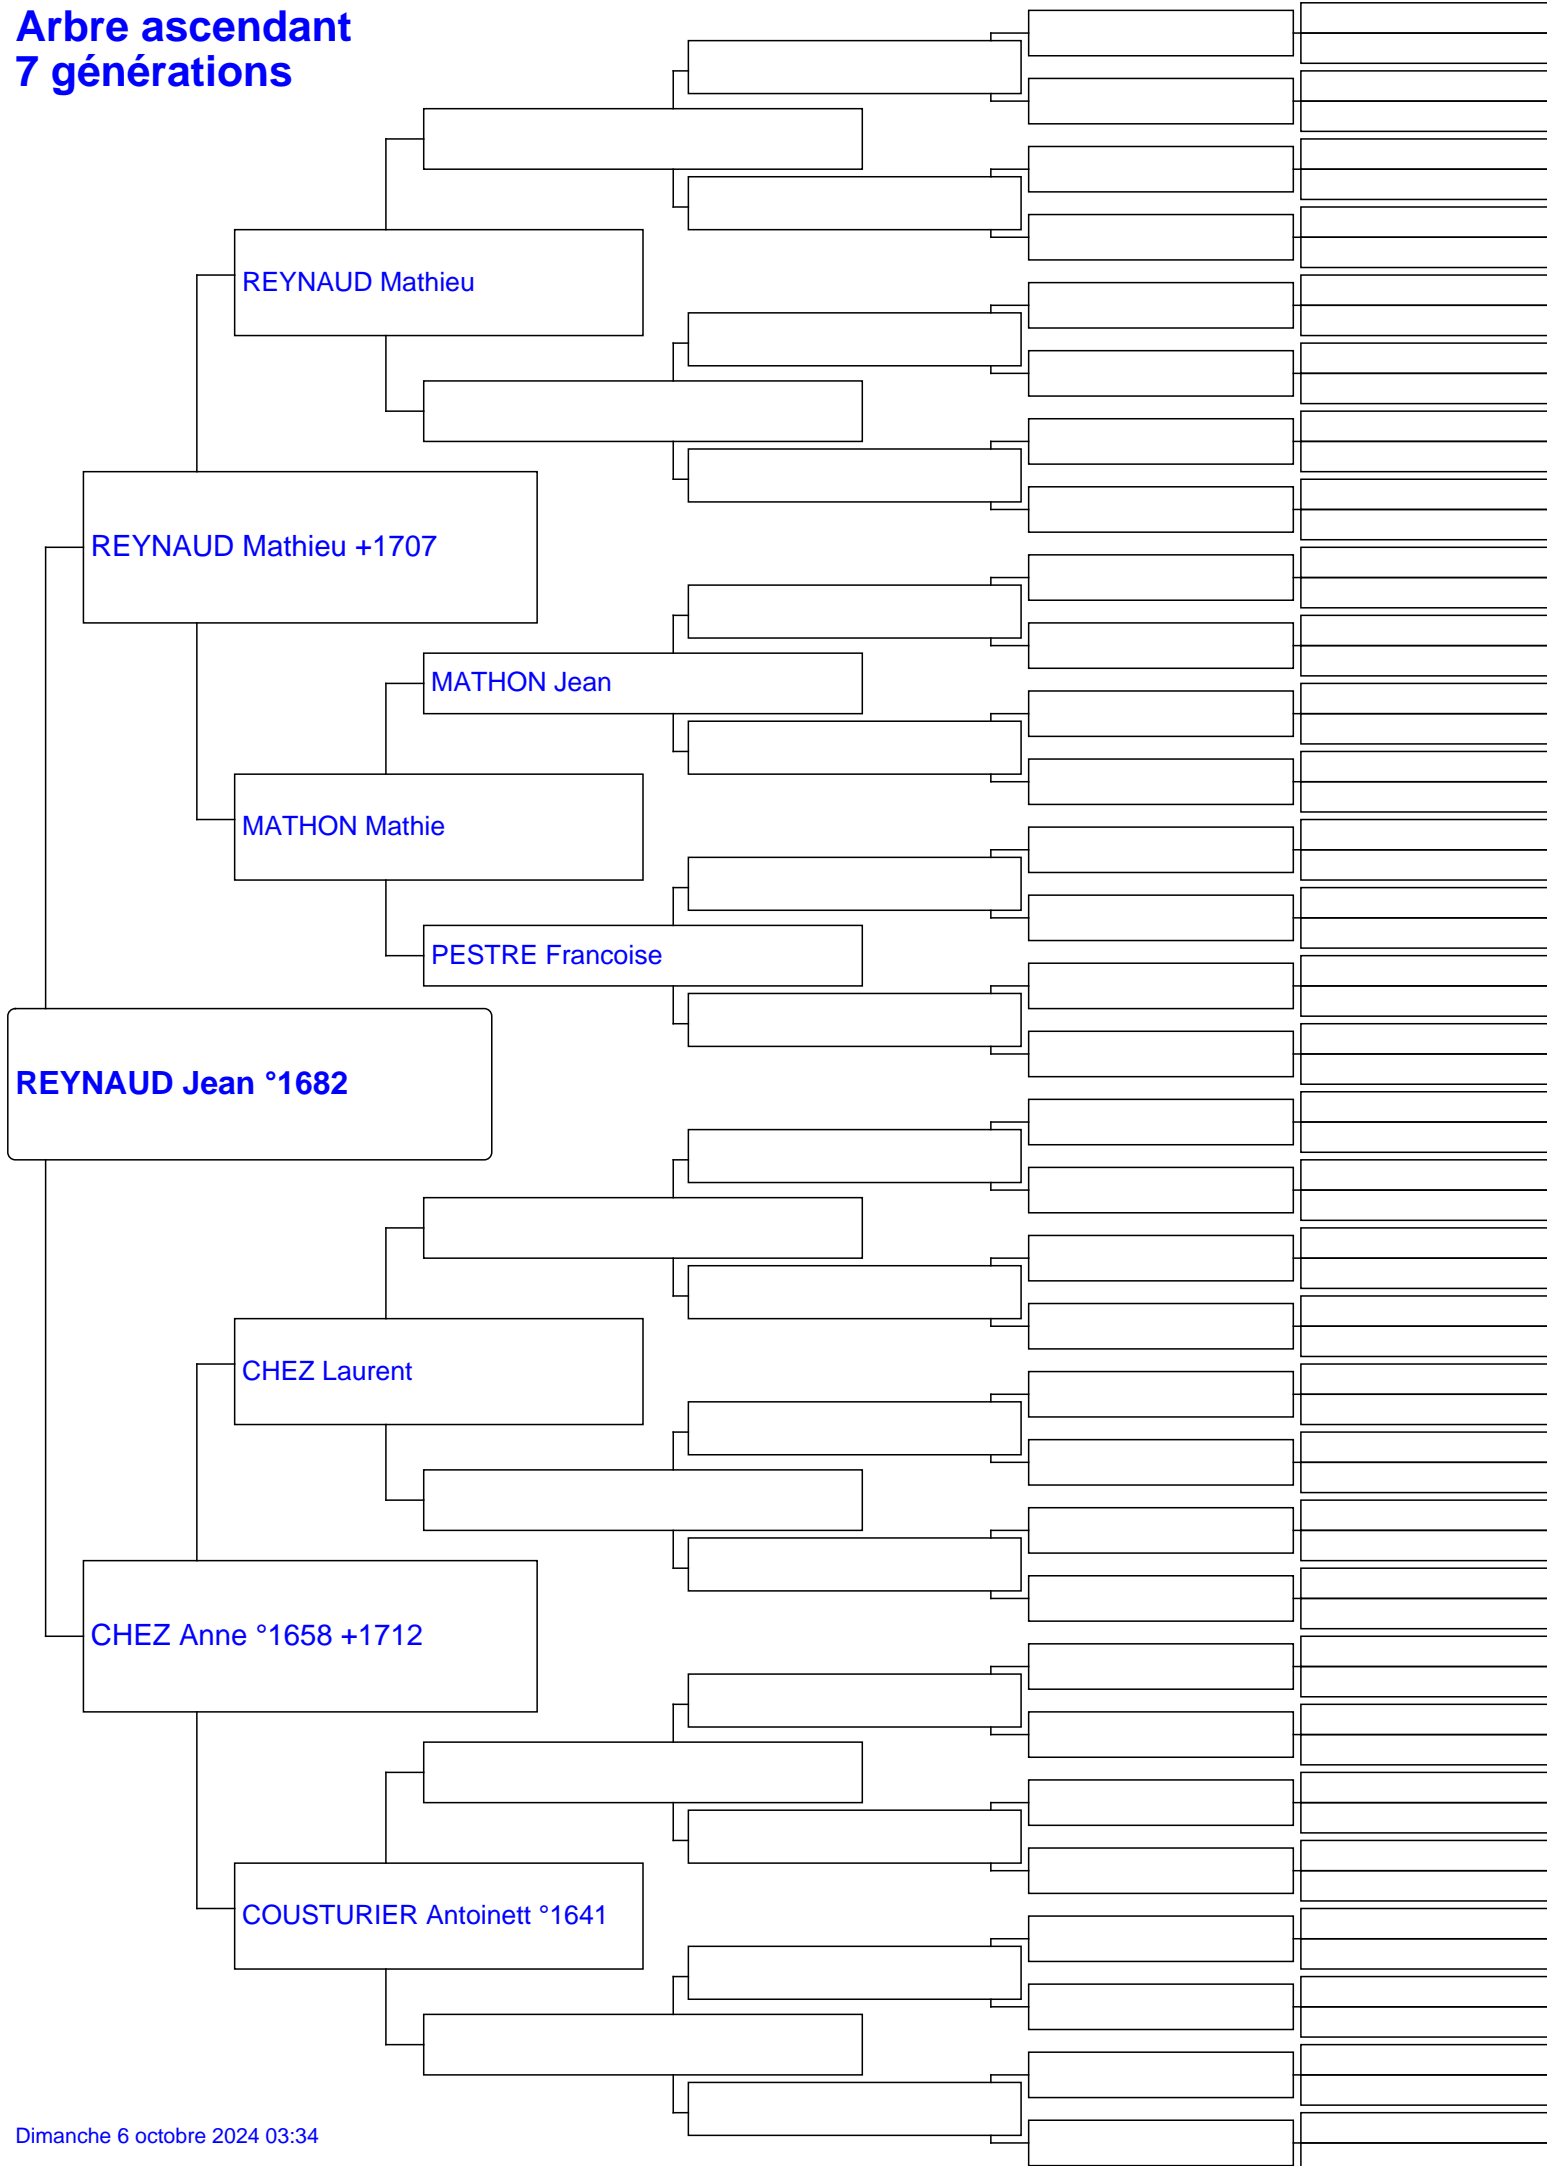 Arbre ascendant
7 générations
REYNAUD Mathieu
REYNAUD Mathieu +1707
MATHON Jean
MATHON Mathie
PESTRE Francoise
REYNAUD Jean °1682
CHEZ Laurent
CHEZ Anne °1658 +1712
COUSTURIER Antoinett °1641
Dimanche 6 octobre 2024 03:34